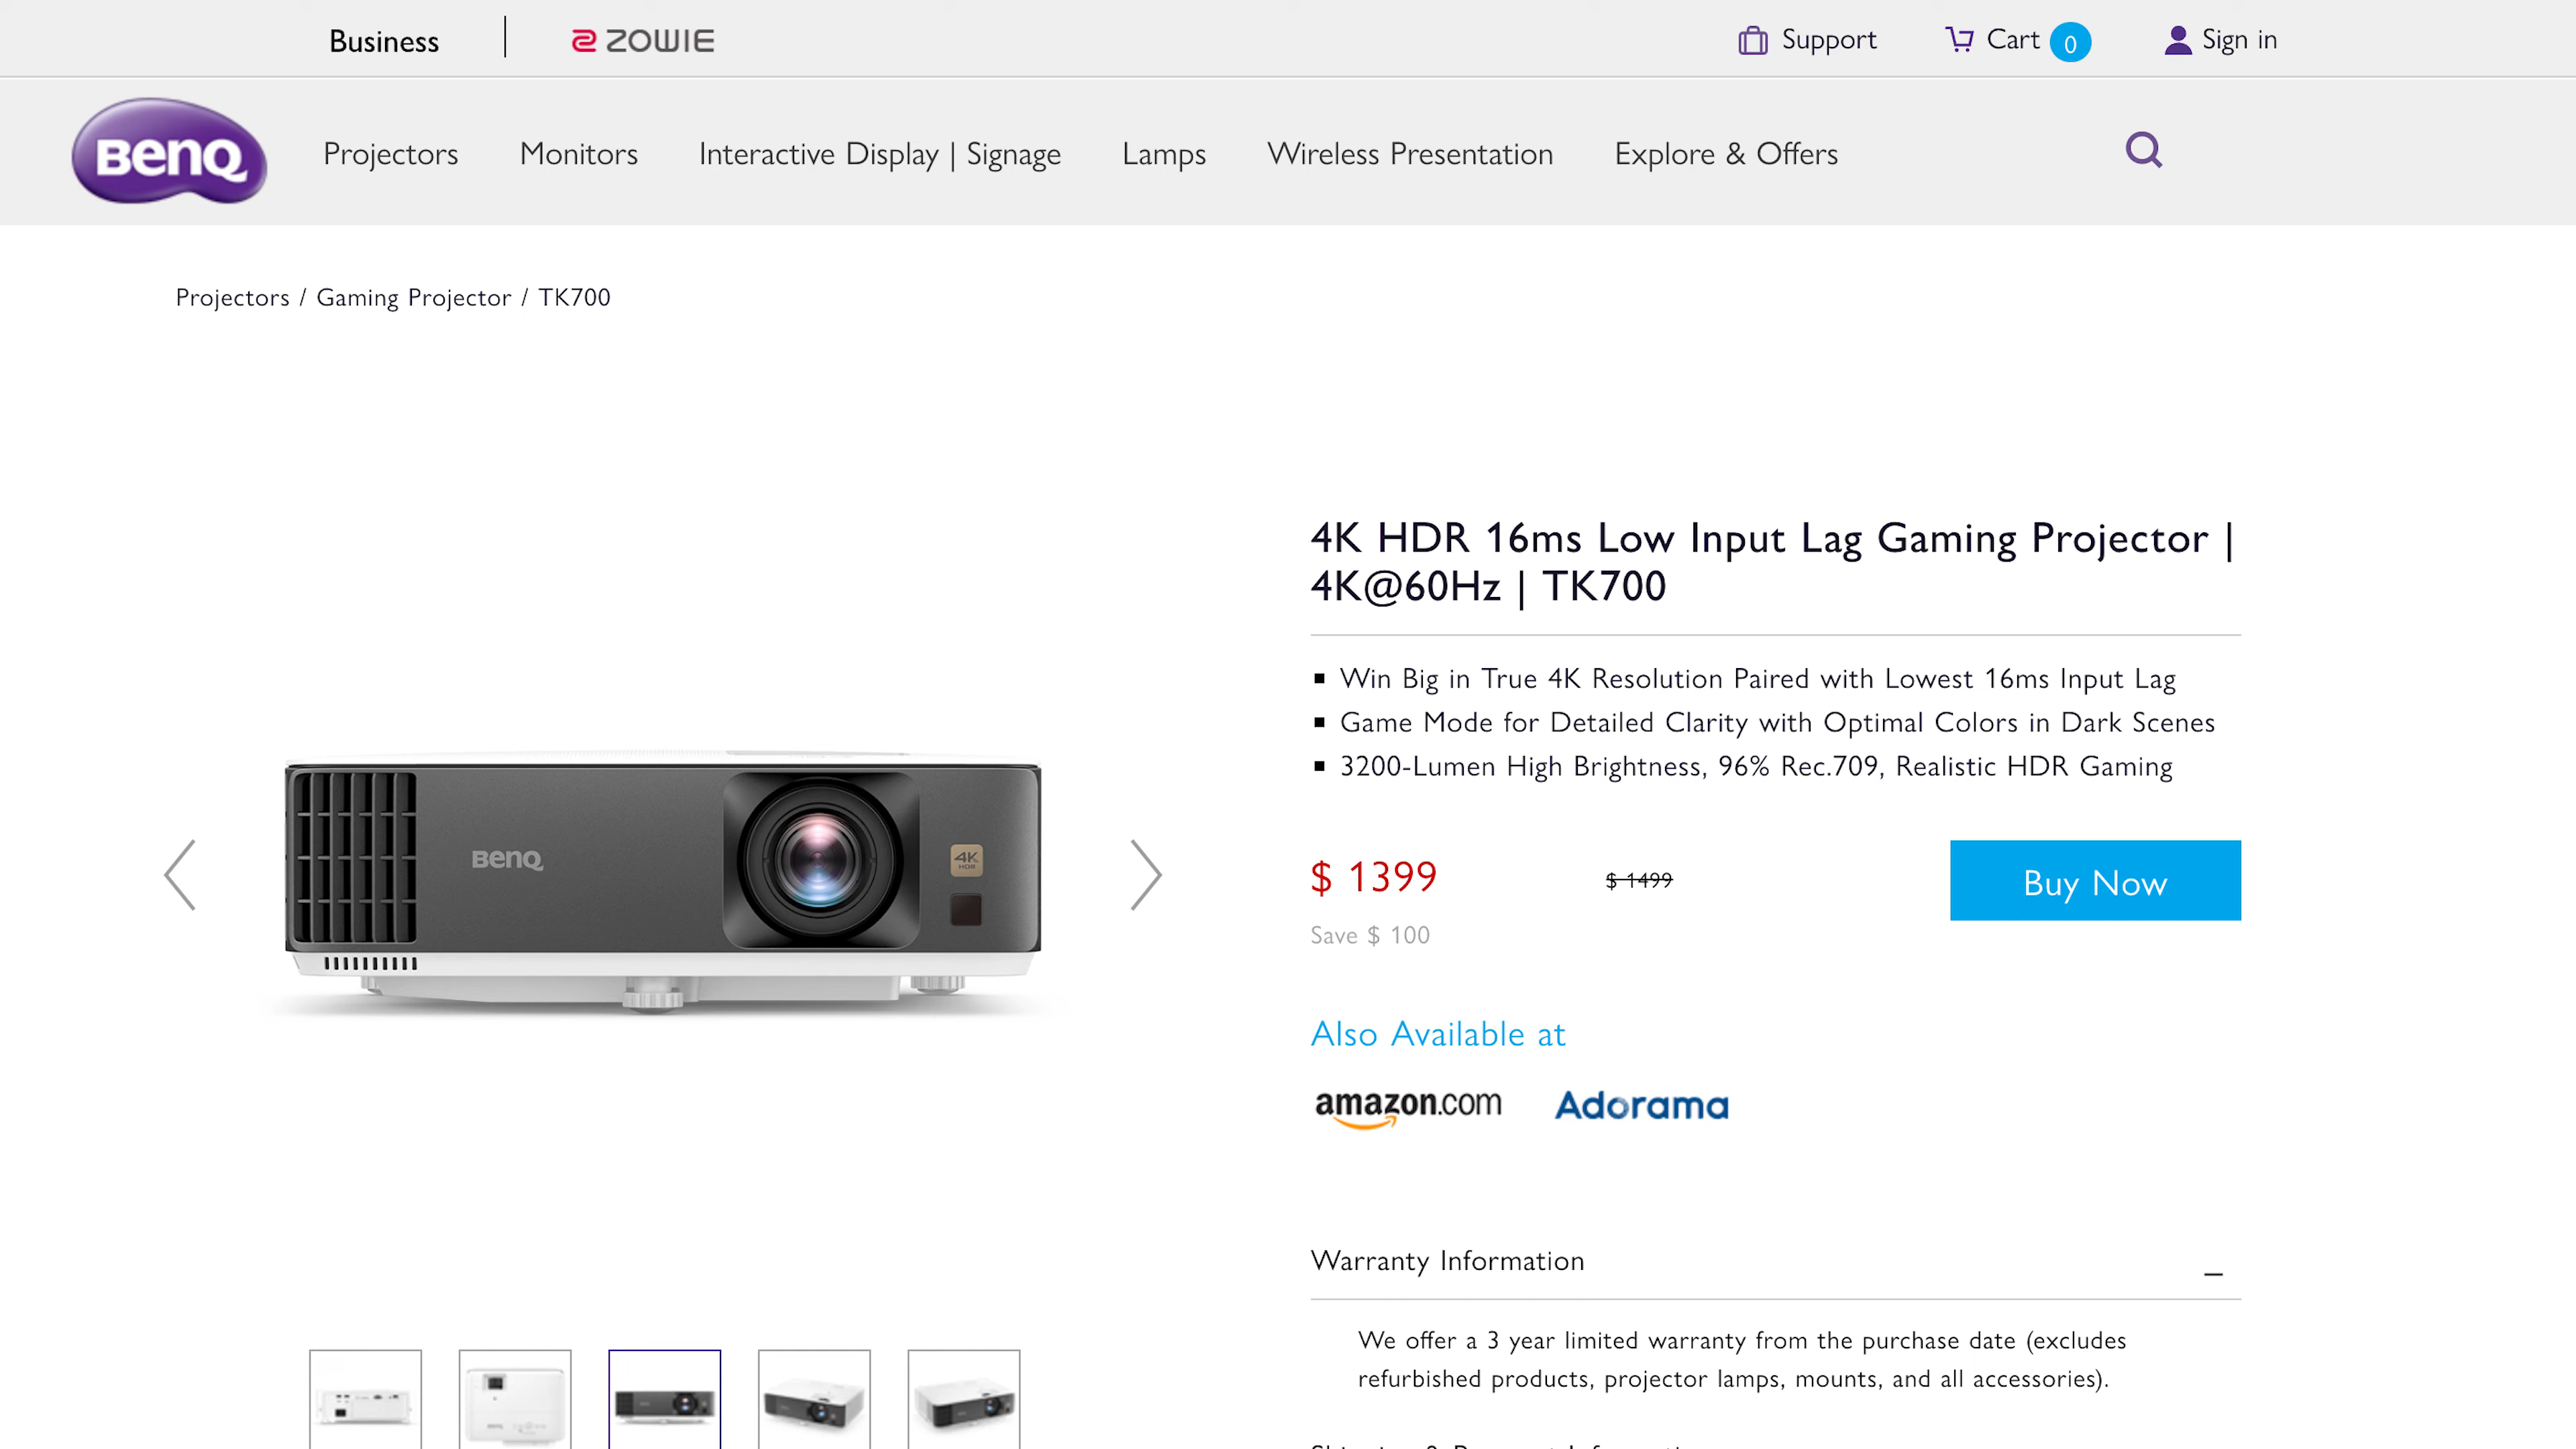 Business | ZOWIE
Support
Cart 0
Sign in
BenQ
Projectors
Monitors
Interactive Display | Signage
Lamps
Wireless Presentation
Explore & Offers
Projectors / Gaming Projector / TK700
BenQ
4K
HDR
4K HDR 16ms Low Input Lag Gaming Projector |
4K@60Hz | TK700
▪ Win Big in True 4K Resolution Paired with Lowest 16ms Input Lag
▪ Game Mode for Detailed Clarity with Optimal Colors in Dark Scenes
▪ 3200-Lumen High Brightness, 96% Rec.709, Realistic HDR Gaming
$ 1399
$ 1499
Buy Now
Save $ 100
Also Available at
amazon.com
Adorama
Warranty Information
We offer a 3 year limited warranty from the purchase date (excludes
refurbished products, projector lamps, mounts, and all accessories).